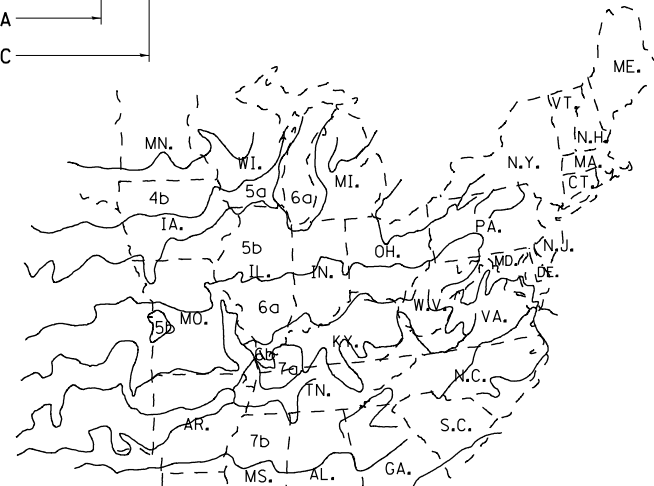 A
C
ME.
VT.
N.H.
MN.
WI.
N.Y.
MA.
MI.
CT.
4b
5a
6a
IA.
PA.
5b
OH.
N.J.
IL.
IN.
MD.
DE.
6a
W.V.
MO.
VA.
5b
KY.
6b
7a
N.C.
TN.
AR.
S.C.
7b
MS.
AL.
GA.